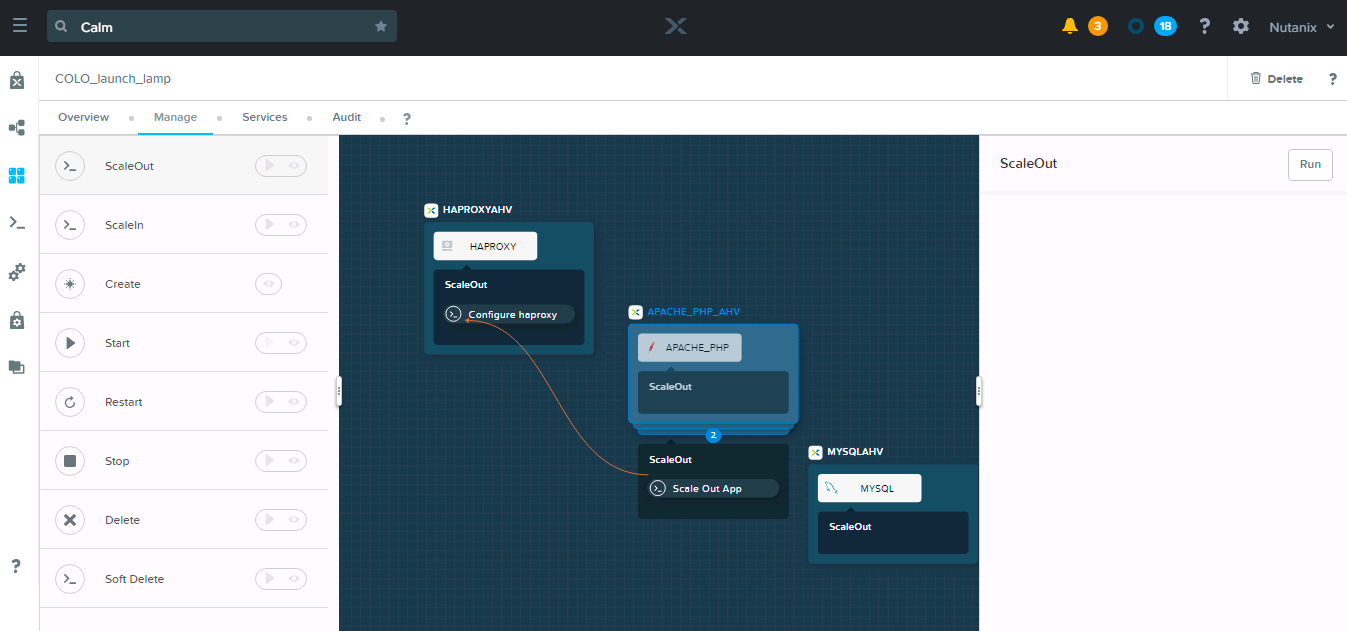 Calm
3
18
?
Nutanix
COLO_launch_lamp
Delete
?
Overview
Manage
Services
Audit
?
ScaleOut
ScaleIn
Create
Start
Restart
Stop
Delete
Soft Delete
?
HAPROXYAHV
HAPROXY
ScaleOut
Configure haproxy
APACHE_PHP_AHV
APACHE_PHP
ScaleOut
2
ScaleOut
Scale Out App
MYSQLAHV
MYSQL
ScaleOut
ScaleOut
Run